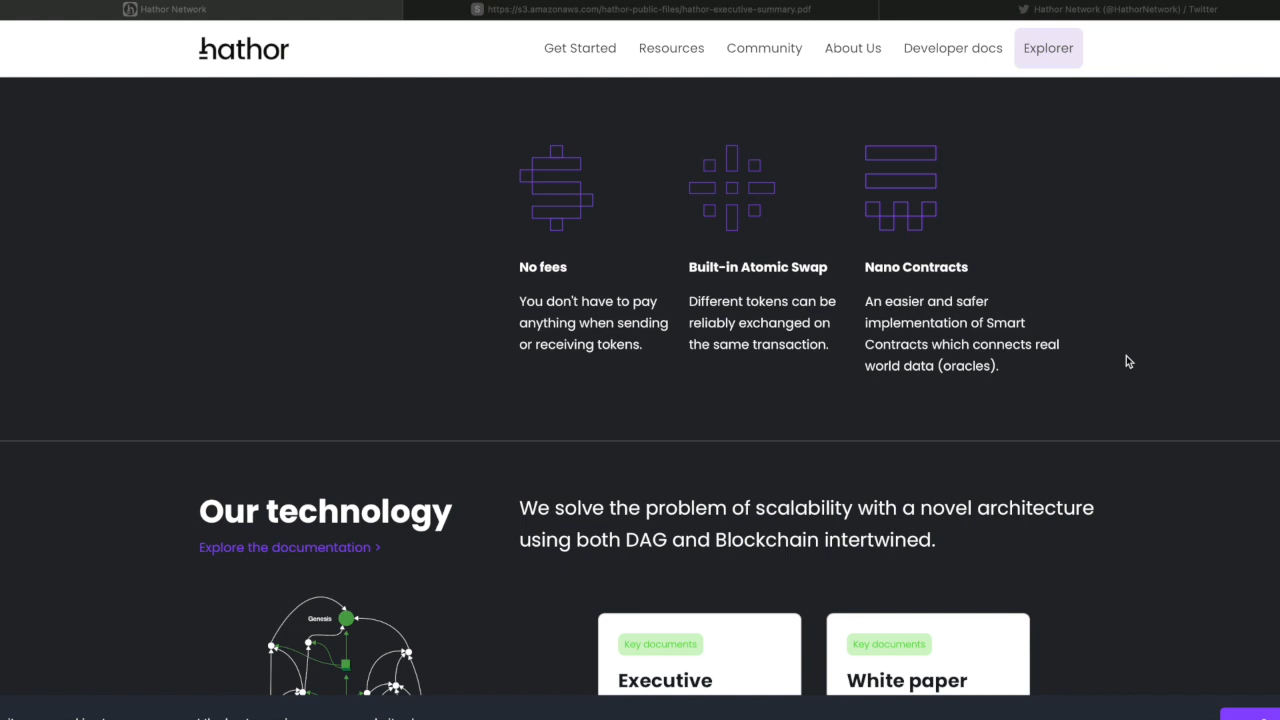 Hathor Network
https://s3.amazonaws.com/hathor-public-files/hathor-executive-summary.pdf
Hathor Network (@HathorNetwork) / Twitter
hathor
Get Started
Resources
Community
About Us
Developer docs
Explorer
No fees
You don't have to pay
anything when sending
or receiving tokens.
Built-in Atomic Swap
Different tokens can be
reliably exchanged on
the same transaction.
Nano Contracts
An easier and safer
implementation of Smart
Contracts which connects real
world data (oracles).
Our technology
Explore the documentation >
We solve the problem of scalability with a novel architecture
using both DAG and Blockchain intertwined.
Genesis
Key documents
Executive
Key documents
White paper